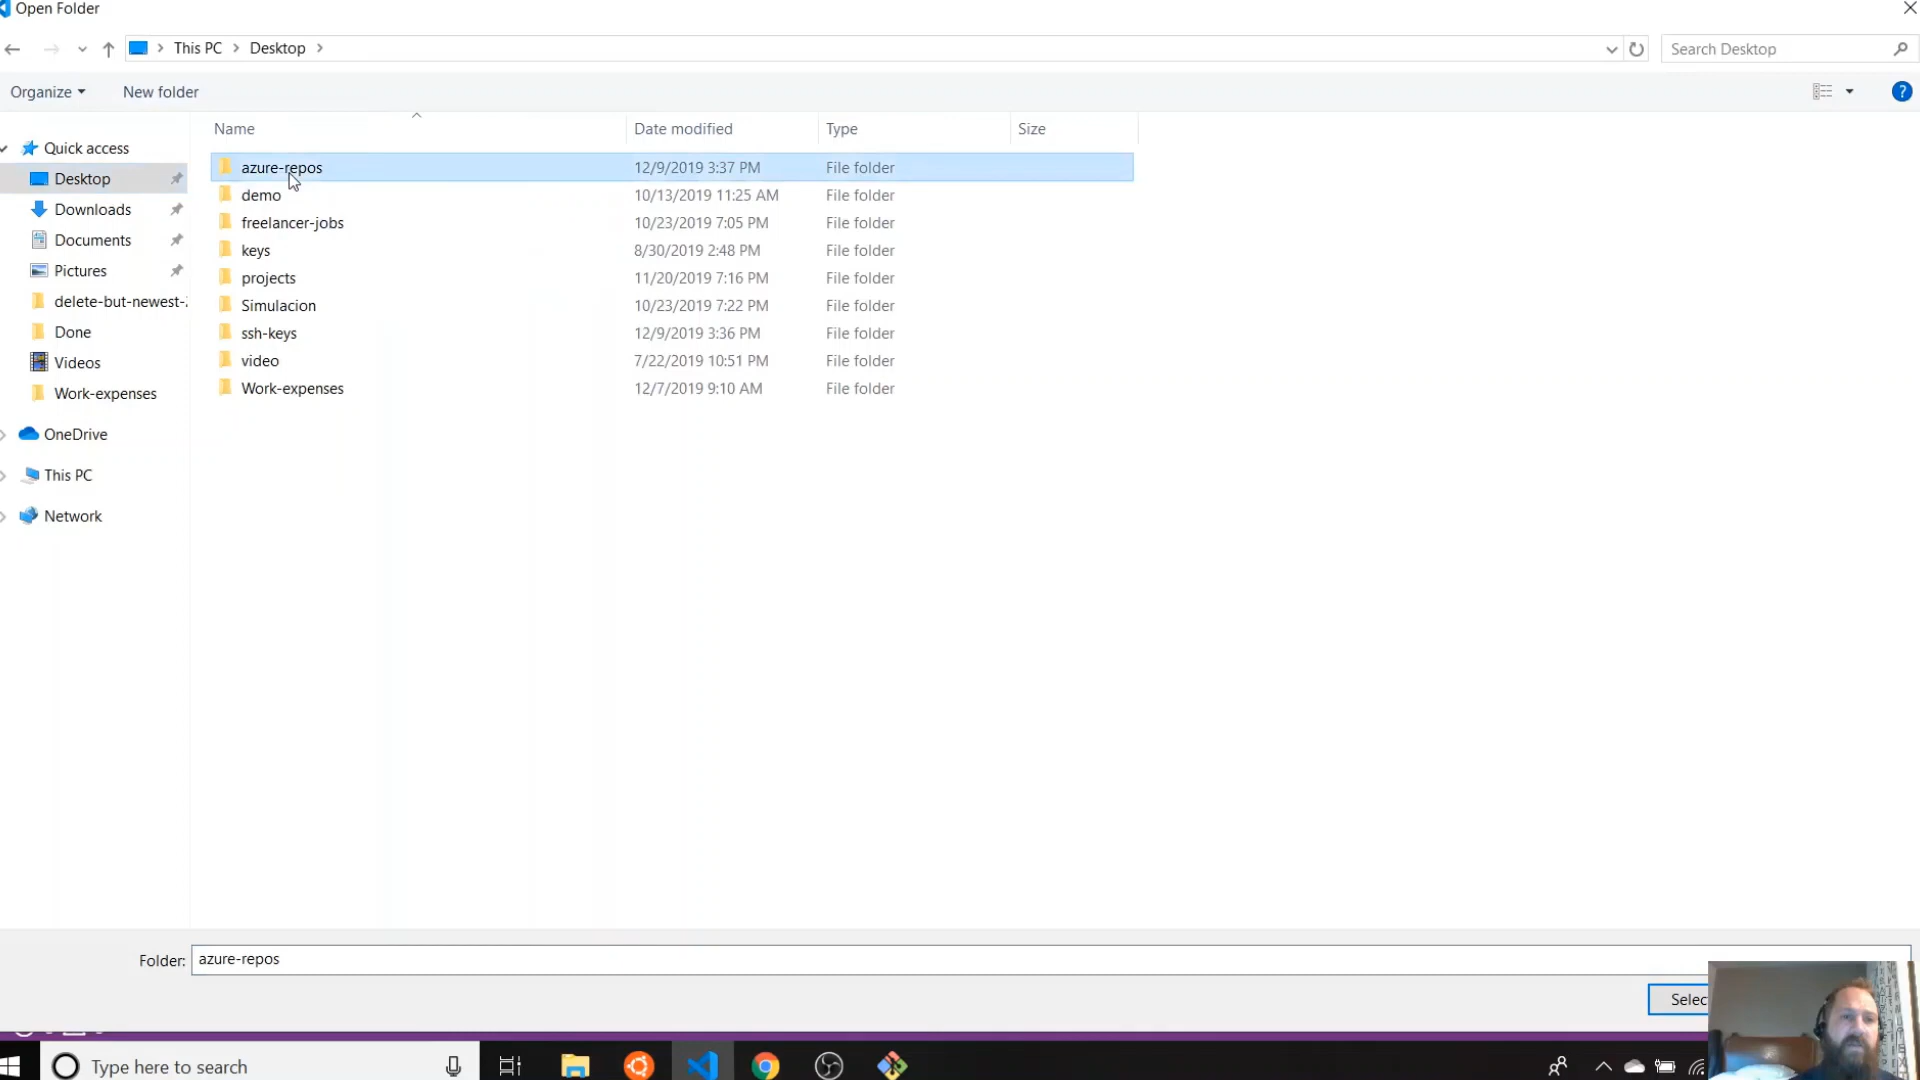 Open Folder
This PC > Desktop >
Search Desktop
Organize
New folder
Name Date modified Type Size
Quick access
Desktop
Downloads
Documents
Pictures
delete-but-newest-
Done
Videos
Work-expenses
OneDrive
This PC
Network
azure-repos 12/9/2019 3:37 PM File folder
demo 10/13/2019 11:25 AM File folder
freelancer-jobs 10/23/2019 7:05 PM File folder
keys 8/30/2019 2:48 PM File folder
projects 11/20/2019 7:16 PM File folder
Simulacion 10/23/2019 7:22 PM File folder
ssh-keys 12/9/2019 3:36 PM File folder
video 7/22/2019 10:51 PM File folder
Work-expenses 12/7/2019 9:10 AM File folder
Folder: azure-repos
Selec
Type here to search